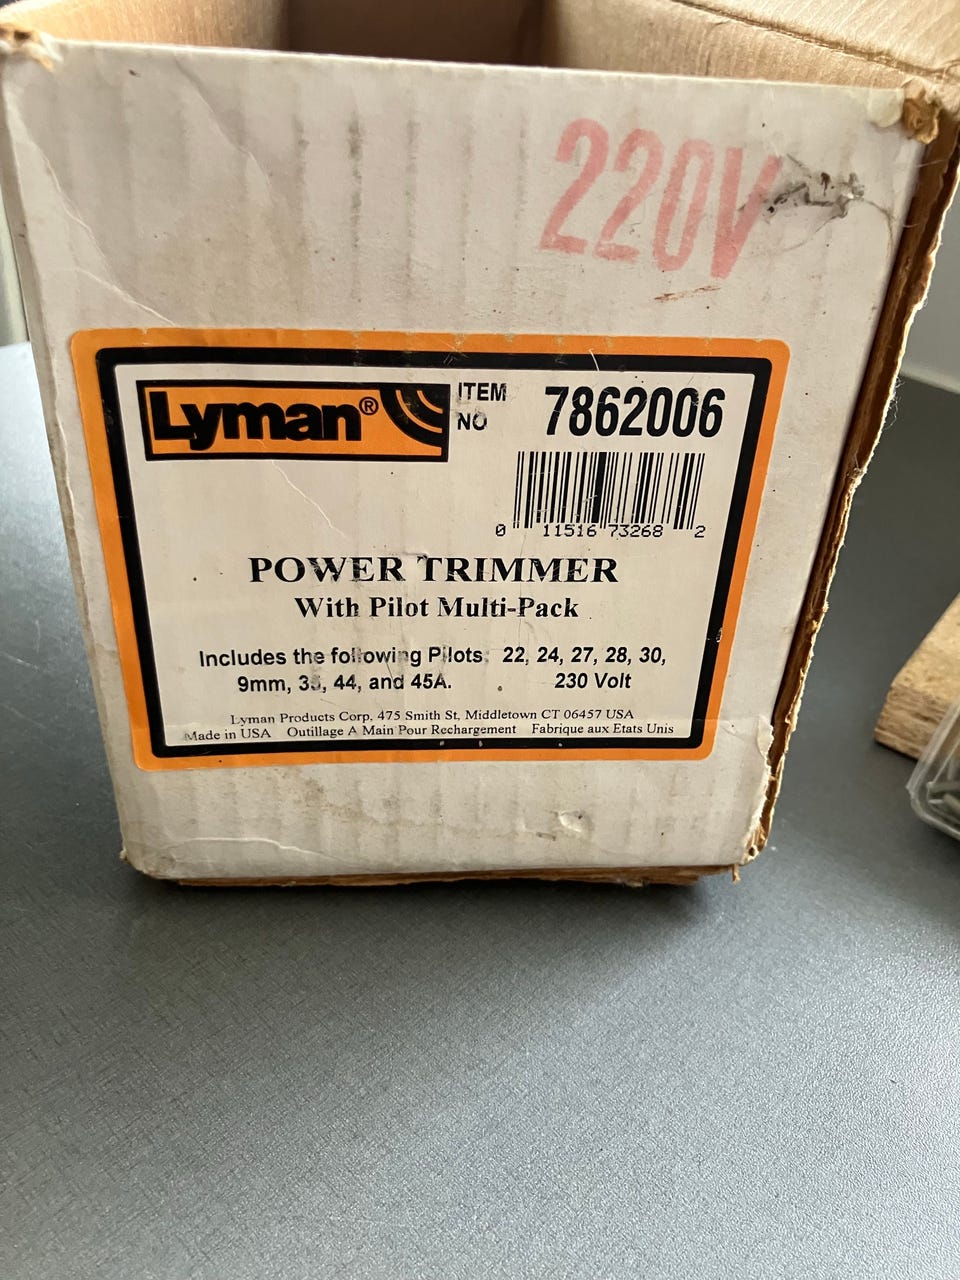 220V
Lyman®
ITEM NO 7862006
0 11516 73268 2
POWER TRIMMER
With Pilot Multi-Pack
Includes the following Pilots: 22, 24, 27, 28, 30,
9mm, 44, and 45A. 230 Volt
Lyman Products Corp. 475 Smith St, Middletown CT 06457 USA
Made in USA Outillage A Main Pour Rechargement Fabrique aux Etats Unis